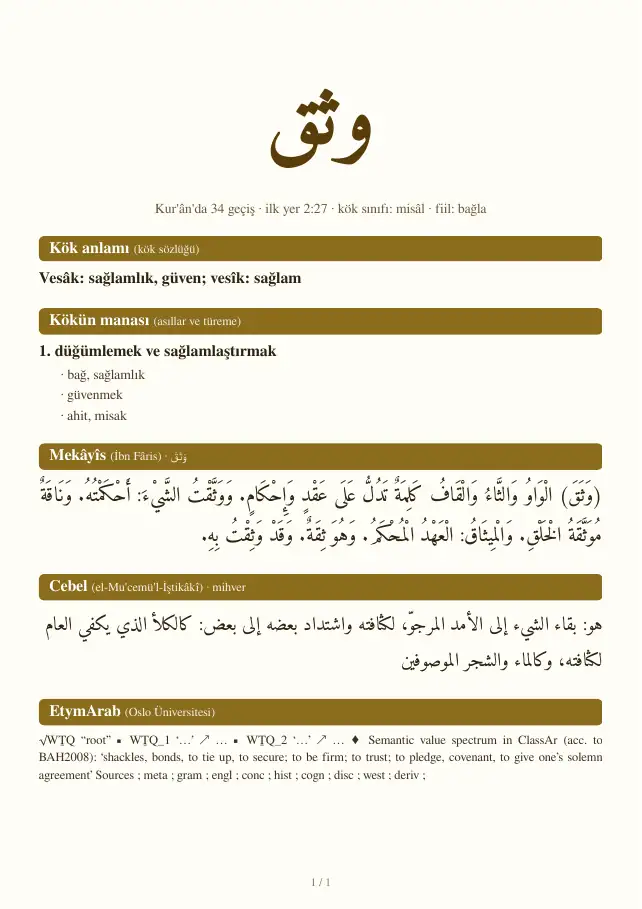 وثق
Kur'ân'da 34 geçiş · ilk yer 2:27 · kök sınıfı: misâl · fiil: bağla
Kök anlamı (kök sözlüğü)
Vesâk: sağlamlık, güven; vesîk: sağlam
Kökün manası (asıllar ve türeme)
1. düğümlemek ve sağlamlaştırmak
· bağ, sağlamlık
· güvenmek
· ahit, misak
Mekâyîs (İbn Fâris) · وَثَقَ
(وَثَقَ) الْوَاوُ وَالثَّاءُ وَالْقَافُ كَلِمَةٌ تَدُلُّ عَلَى عَقْدٍ وَإِحْكَامٍ. وَوَثَّقْتُ الشَّيْءَ: أَحْكَمْتُهُ. وَنَاقَةٌ
مُوَثَّقَةُ الْخَلْقِ. وَالْمِيثَاقُ: الْعَهْدُ الْمُحْكَمُ. وَهُوَ ثِقَةٌ. وَقَدْ وَثِقْتُ بِهِ.
Cebel (el-Mu'cemü'l-İştikâkî) · mihver
هو: بقاء الشيء إلى الأمد المرجوّ، لكثافته واشتداد بعضه إلى بعض: كالكلأ الذي يكفي العام
لكثافته، وكالماء والشجر الموصوفين
EtymArab (Oslo Üniversitesi)
√WṮQ “root” ▪ WṮQ_1 ‘…’ ↗ … ▪ WṮQ_2 ‘…’ ↗ … ♦ Semantic value spectrum in ClassAr (acc. to
BAH2008): ‘shackles, bonds, to tie up, to secure; to be firm; to trust; to pledge, covenant, to give one’s solemn
agreement’ Sources ; meta ; gram ; engl ; conc ; hist ; cogn ; disc ; west ; deriv ;
1 / 1